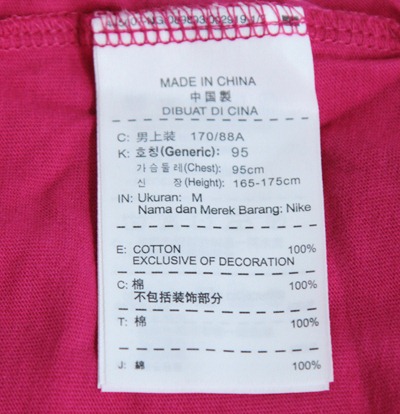 MADE IN CHINA
中国製
DIBUAT DI CINA
C: 男上装 170/88A
K: 호칭(Generic): 95
가슴둘레(Chest): 95cm
신 장(Height): 165-175cm
IN: Ukuran: M
Nama dan Merek Barang: Nike
E: COTTON 100%
EXCLUSIVE OF DECORATION
C: 棉 100%
不包括装饰部分
T: 棉 100%
J: 綿 100%